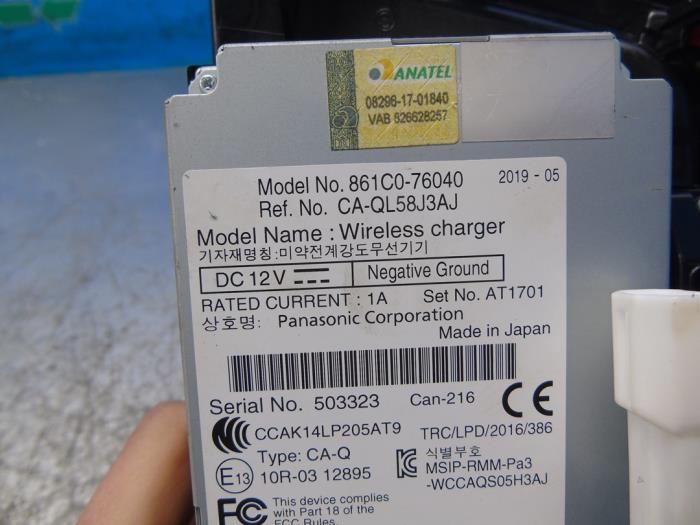 ANATEL
08296-17-01840
VAB 826628257
Model No. 861C0-76040 2019 - 05
Ref. No. CA-QL58J3AJ
Model Name : Wireless charger
기자재명칭:미약전계강도무선기기
DC 12V Negative Ground
RATED CURRENT : 1A Set No. AT1701
상호명: Panasonic Corporation
Made in Japan
Serial No. 503323 Can-216 CE
CCAK14LP205AT9 TRC/LPD/2016/386
Type: CA-Q 식별부호
E13 10R-03 12895 MSIP-RMM-Pa3
-WCCAQS05H3AJ
FC This device complies
with Part 18 of the
FCC Rules.